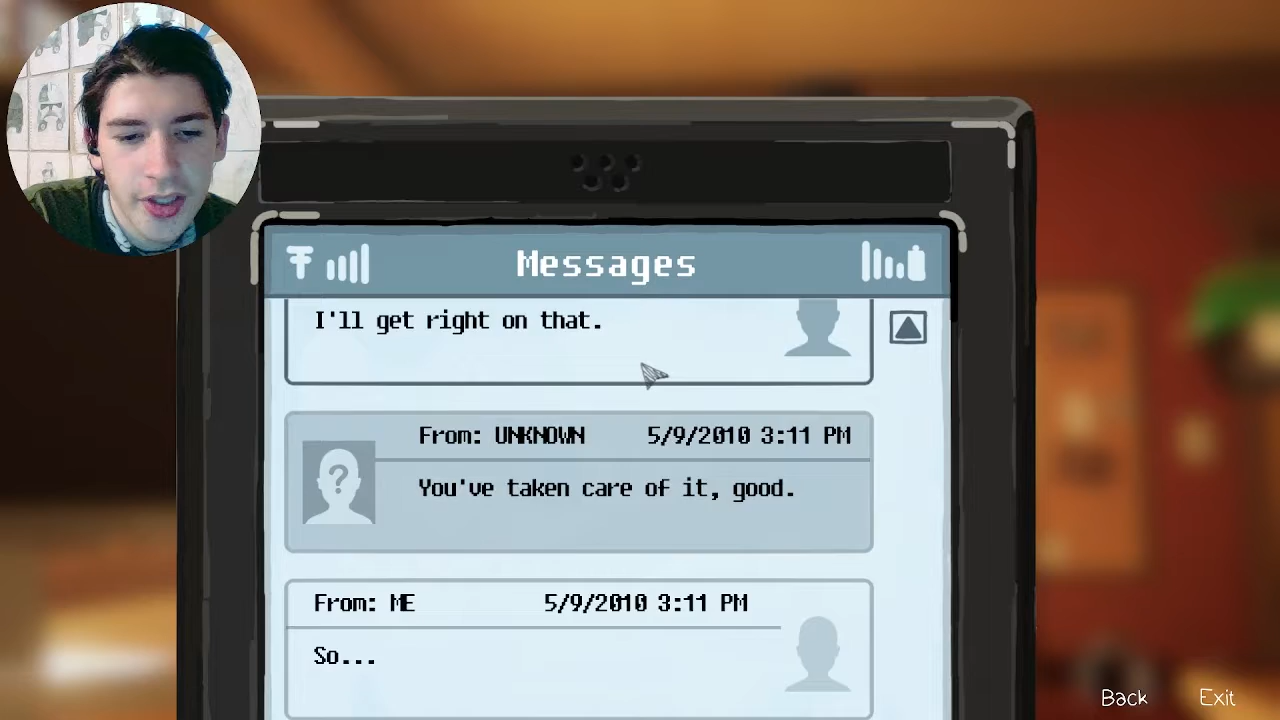 Messages
I'll get right on that.
From: UNKNOWN 5/9/2010 3:11 PM
You've taken care of it, good.
From: ME 5/9/2010 3:11 PM
So...
Back Exit